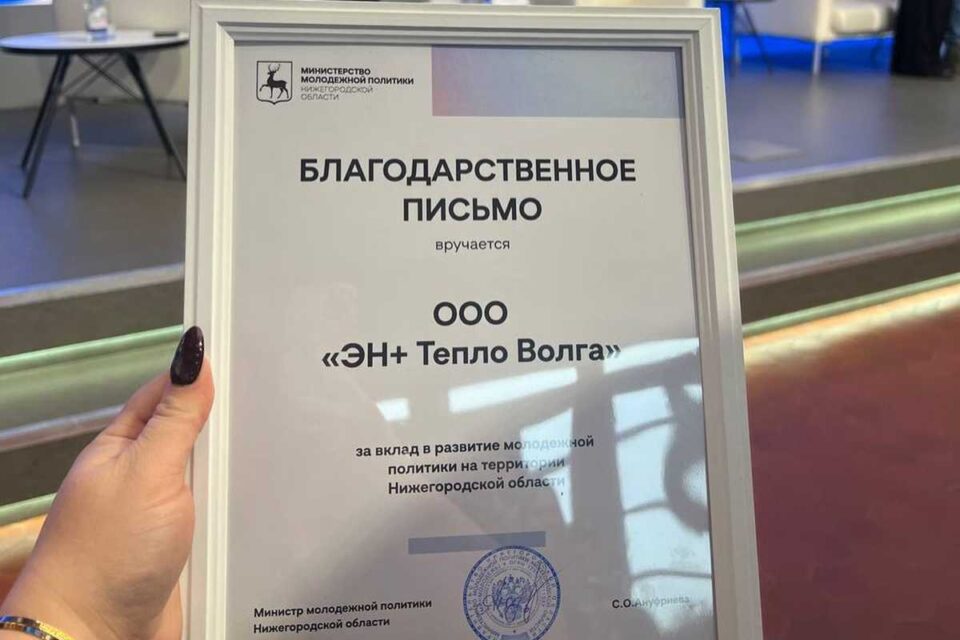 МИНИСТЕРСТВО
МОЛОДЕЖНОЙ ПОЛИТИКИ
НИЖЕГОРОДСКОЙ
ОБЛАСТИ
БЛАГОДАРСТВЕННОЕ
ПИСЬМО
вручается
ООО
«ЭН+ Тепло Волга»
за вклад в развитие молодежной
политики на территории
Нижегородской области
Министр молодежной политики
Нижегородской области
С.О.Ануфриева